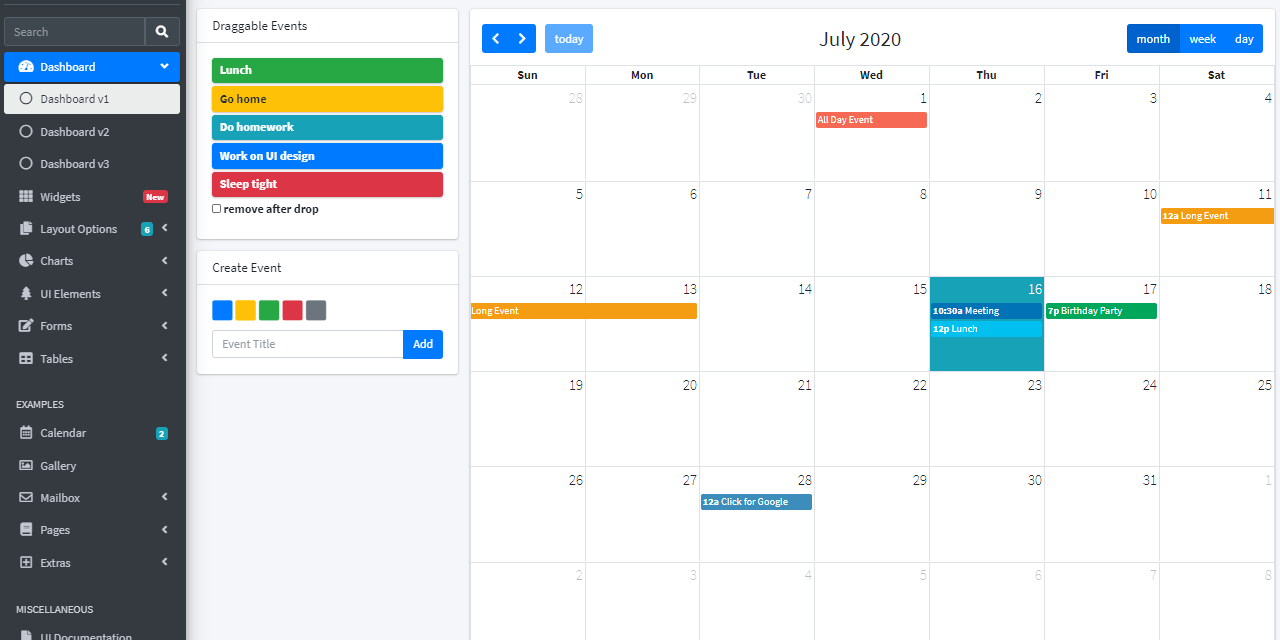 Search
Dashboard
Dashboard v1
Dashboard v2
Dashboard v3
Widgets New
Layout Options 6
Charts
UI Elements
Forms
Tables
EXAMPLES
Calendar 2
Gallery
Mailbox
Pages
Extras
MISCELLANEOUS
UI Documentation
Draggable Events
Lunch
Go home
Do homework
Work on UI design
Sleep tight
remove after drop
Create Event
Event Title Add
today July 2020 month week day
Sun Mon Tue Wed Thu Fri Sat
28 29 30 1 2 3 4
All Day Event
5 6 7 8 9 10 11
12a Long Event
12 13 14 15 16 17 18
Long Event 10:30a Meeting 7p Birthday Party
12p Lunch
19 20 21 22 23 24 25
26 27 28 29 30 31 1
12a Click for Google
2 3 4 5 6 7 8